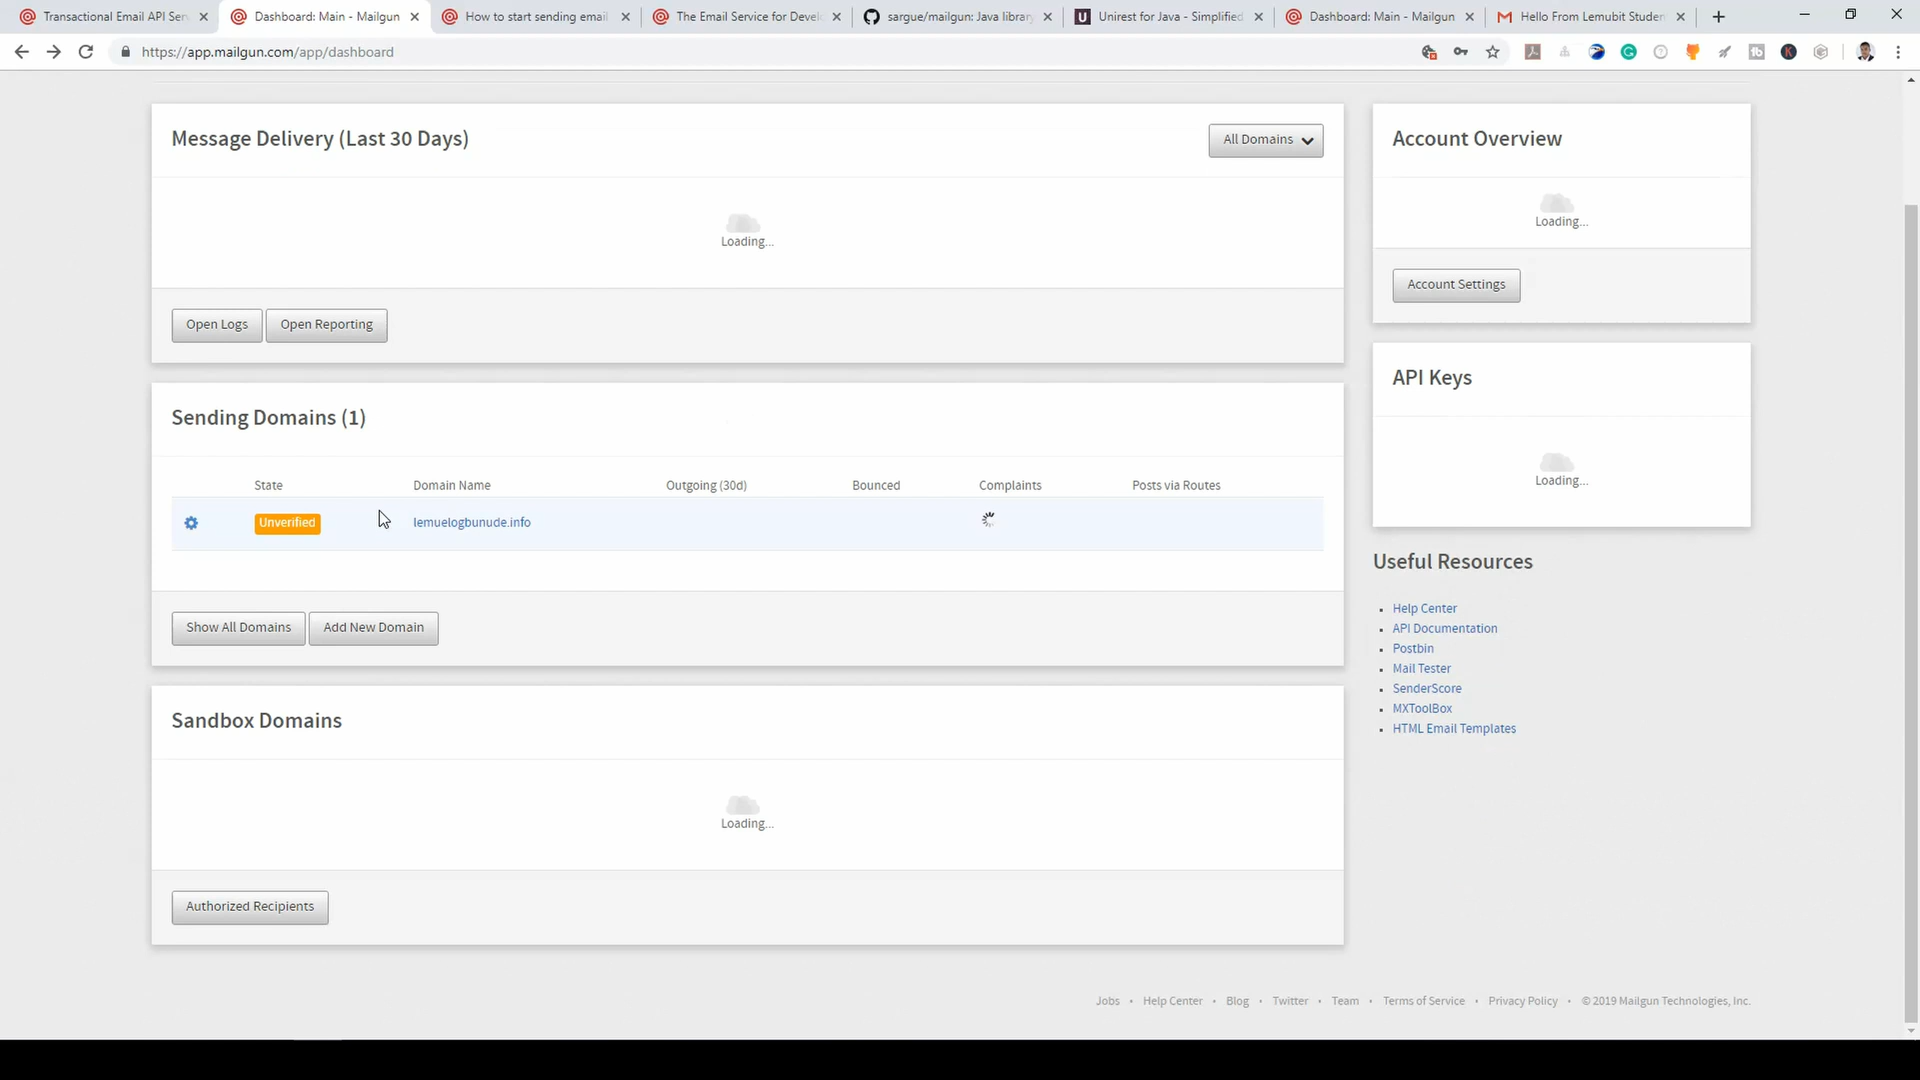 Transactional Email API Ser
Dashboard: Main - Mailgun
How to start sending email
The Email Service for Devel
sargue/mailgun: Java library
Unirest for Java - Simplified
Dashboard: Main - Mailgun
Hello From Lemubit Studen
https://app.mailgun.com/app/dashboard
Message Delivery (Last 30 Days)
All Domains
Loading...
Open Logs
Open Reporting
Sending Domains (1)
State
Domain Name
Outgoing (30d)
Bounced
Complaints
Posts via Routes
Unverified
lemuelogbunude.info
Show All Domains
Add New Domain
Sandbox Domains
Loading...
Authorized Recipients
Account Overview
Loading...
Account Settings
API Keys
Loading...
Useful Resources
Help Center
API Documentation
Postbin
Mail Tester
SenderScore
MXToolBox
HTML Email Templates
Jobs • Help Center • Blog • Twitter • Team • Terms of Service • Privacy Policy • © 2019 Mailgun Technologies, Inc.